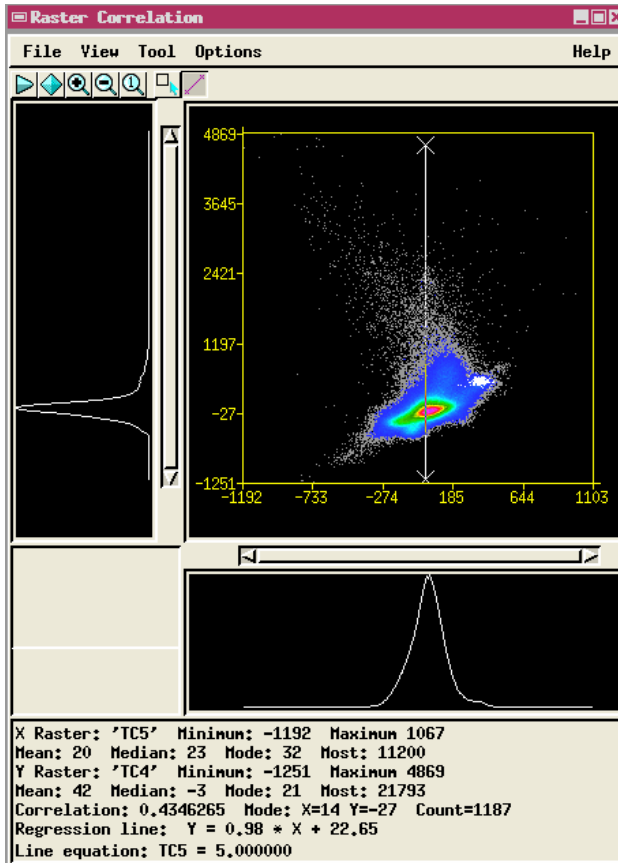 Raster Correlation
File View Tool Options Help
1
4869
3645
2421
1197
-27
-1251
-1192 -733 -274 185 644 1103
X Raster: 'TC5' Minimum: -1192 Maximum 1067
Mean: 20 Median: 23 Mode: 32 Most: 11200
Y Raster: 'TC4' Minimum: -1251 Maximum 4869
Mean: 42 Median: -3 Mode: 21 Most: 21793
Correlation: 0.4346265 Mode: X=14 Y=-27 Count=1187
Regression line: Y = 0.98 * X + 22.65
Line equation: TC5 = 5.000000